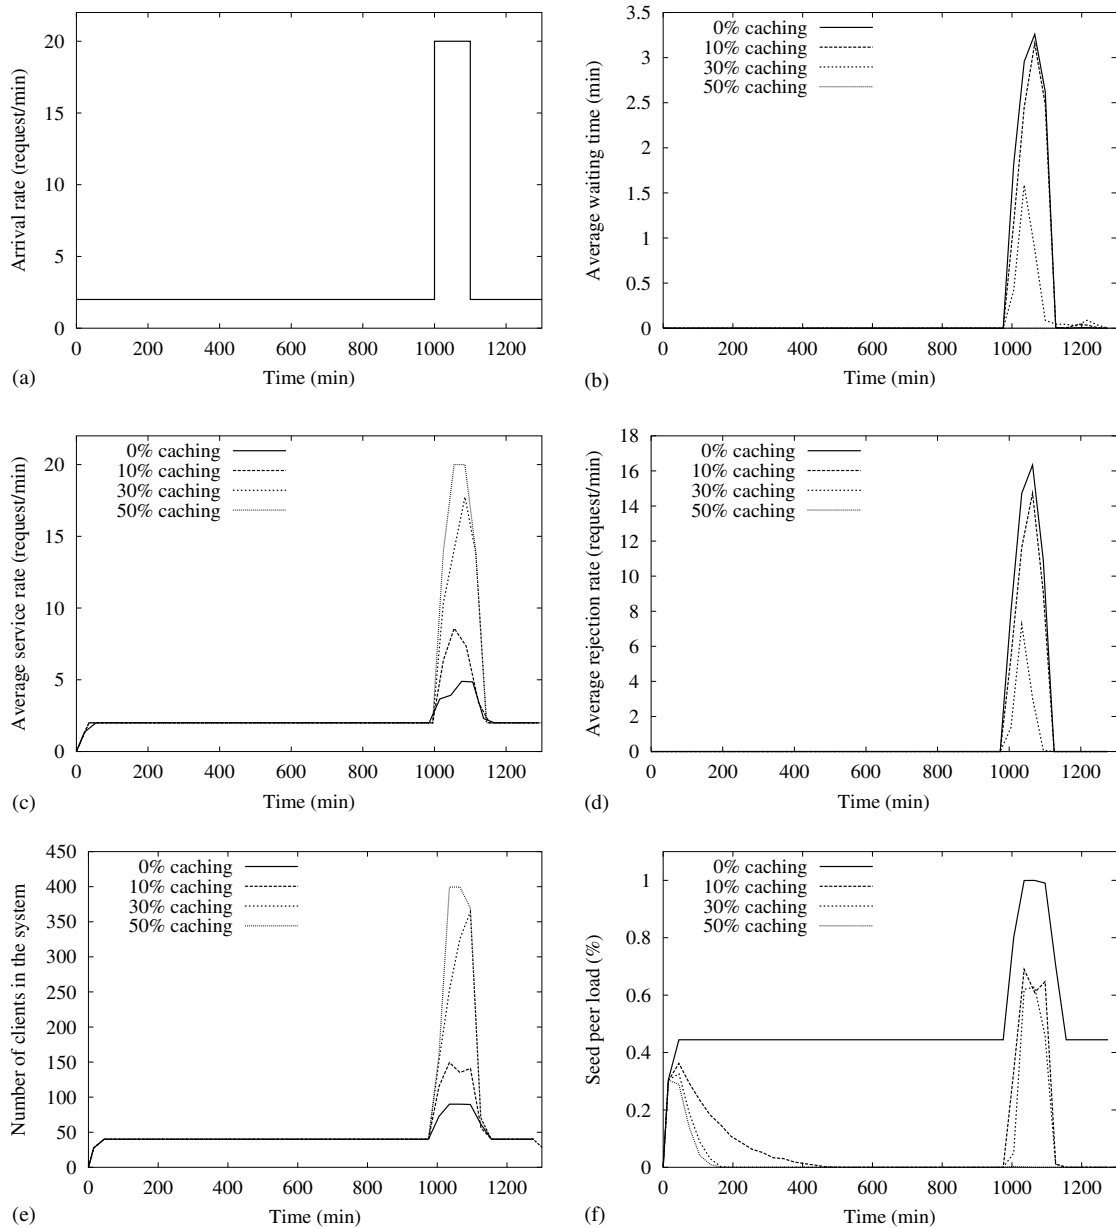 20
15
10
5
0
Arrival rate (request/min)
0 200 400 600 800 1000 1200
Time (min)
(a)
3.5
3
2.5
2
1.5
1
0.5
0
Average waiting time (min)
0% caching
10% caching
30% caching
50% caching
0 200 400 600 800 1000 1200
Time (min)
(b)
20
15
10
5
0
Average service rate (request/min)
0% caching
10% caching
30% caching
50% caching
0 200 400 600 800 1000 1200
Time (min)
(c)
18
16
14
12
10
8
6
4
2
0
Average rejection rate (request/min)
0% caching
10% caching
30% caching
50% caching
0 200 400 600 800 1000 1200
Time (min)
(d)
450
400
350
300
250
200
150
100
50
0
Number of clients in the system
0% caching
10% caching
30% caching
50% caching
0 200 400 600 800 1000 1200
Time (min)
(e)
1
0.8
0.6
0.4
0.2
0
Seed peer load (%)
0% caching
10% caching
30% caching
50% caching
0 200 400 600 800 1000 1200
Time (min)
(f)